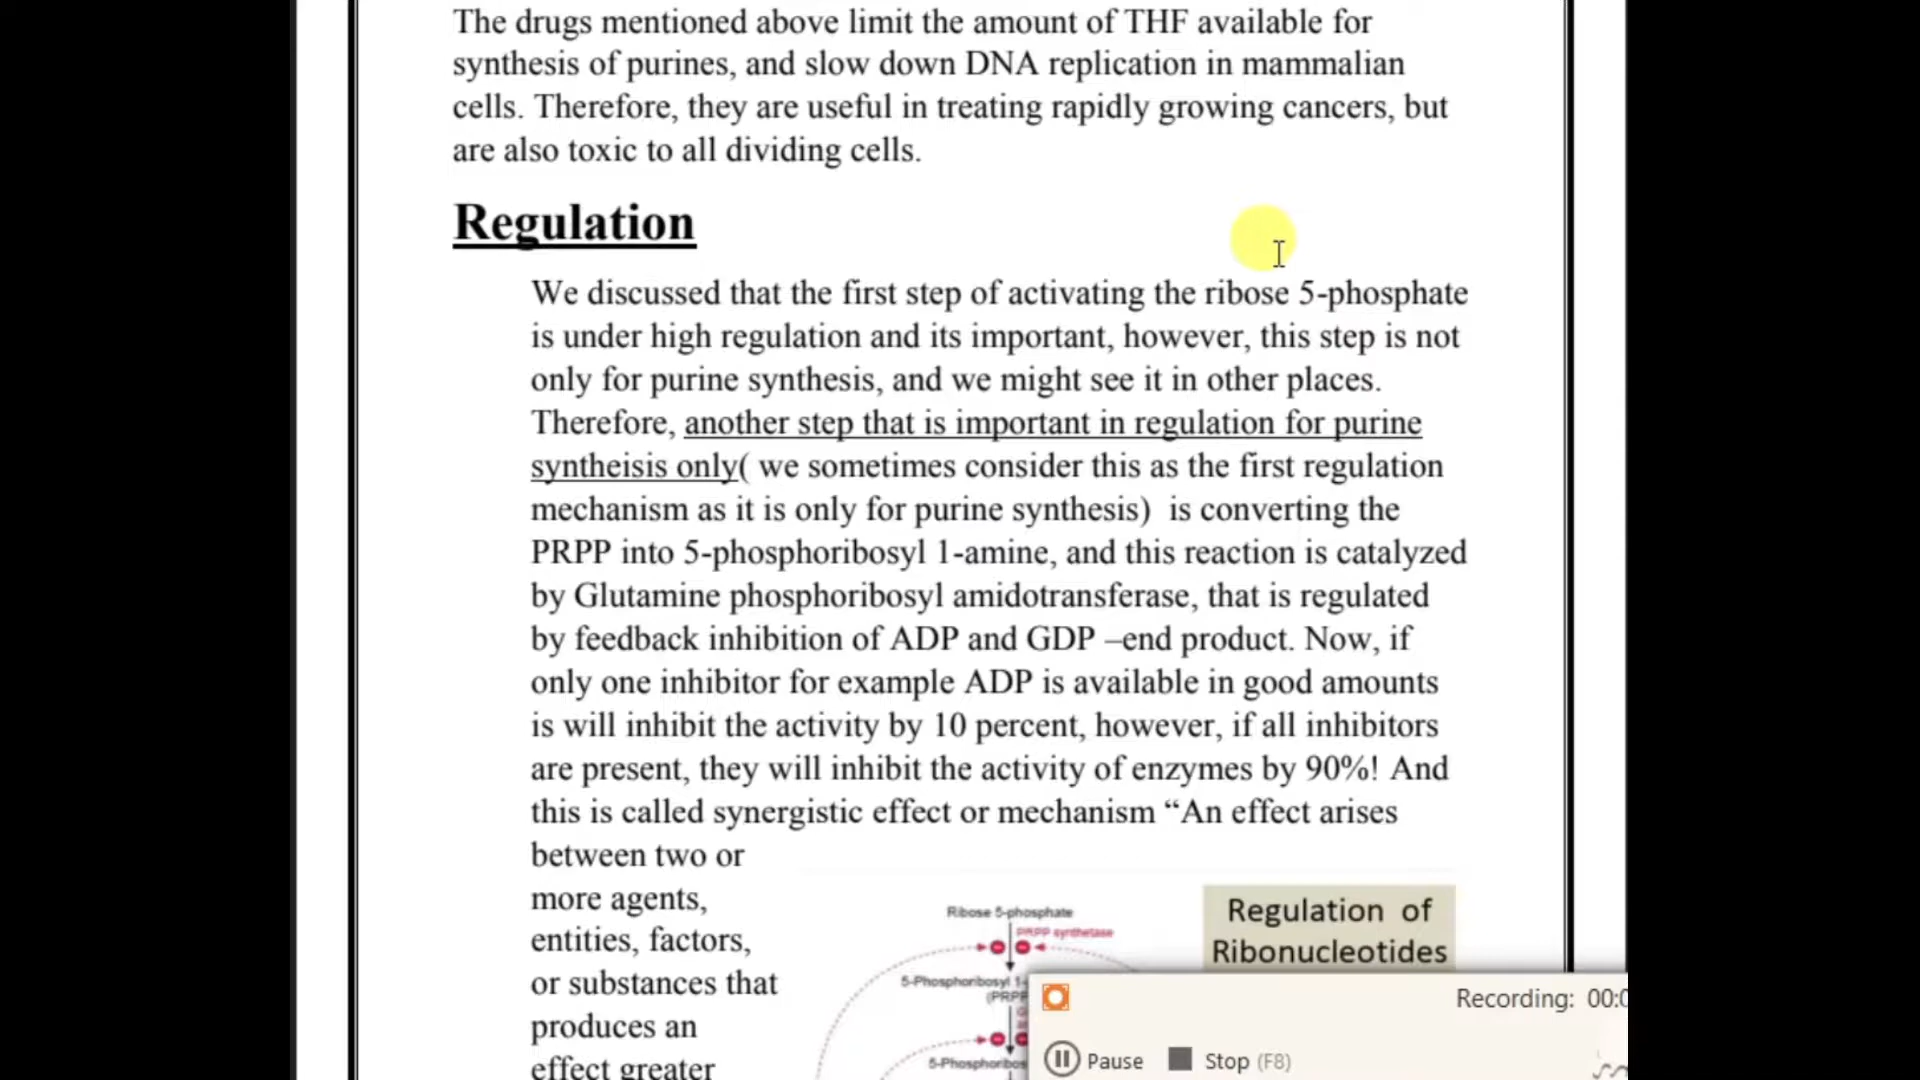 The drugs mentioned above limit the amount of THF available for
synthesis of purines, and slow down DNA replication in mammalian
cells. Therefore, they are useful in treating rapidly growing cancers, but
are also toxic to all dividing cells.
Regulation
We discussed that the first step of activating the ribose 5-phosphate
is under high regulation and its important, however, this step is not
only for purine synthesis, and we might see it in other places.
Therefore, another step that is important in regulation for purine
syntheisis only( we sometimes consider this as the first regulation
mechanism as it is only for purine synthesis)  is converting the
PRPP into 5-phosphoribosyl 1-amine, and this reaction is catalyzed
by Glutamine phosphoribosyl amidotransferase, that is regulated
by feedback inhibition of ADP and GDP –end product. Now, if
only one inhibitor for example ADP is available in good amounts
is will inhibit the activity by 10 percent, however, if all inhibitors
are present, they will inhibit the activity of enzymes by 90%! And
this is called synergistic effect or mechanism “An effect arises
between two or
more agents,
entities, factors,
or substances that
produces an
effect greater
Ribose 5-phosphate
PRPP synthetase
5-Phosphoribosyl 1-
(PRPP
5-Phosphoribos
Regulation of
Ribonucleotides
Recording: 00:0
Pause
Stop (F8)